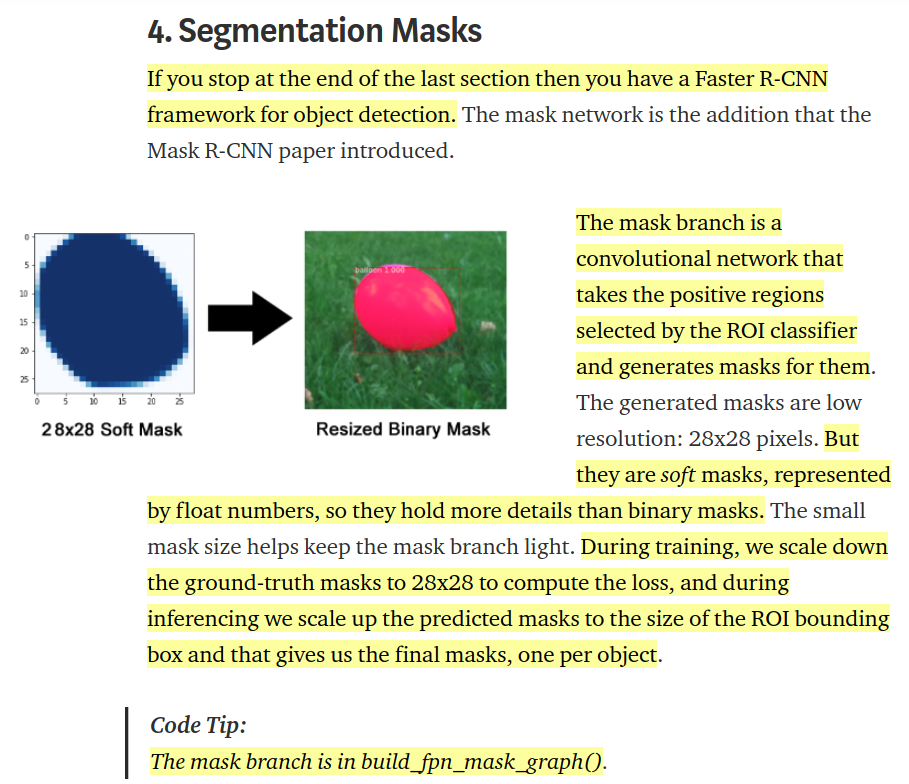 4. Segmentation Masks
If you stop at the end of the last section then you have a Faster R-CNN
framework for object detection. The mask network is the addition that the
Mask R-CNN paper introduced.
0
5
10
15
20
25
0 5 10 15 20 25
28x28 Soft Mask
balloon 1.000
Resized Binary Mask
The mask branch is a
convolutional network that
takes the positive regions
selected by the ROI classifier
and generates masks for them.
The generated masks are low
resolution: 28x28 pixels. But
they are soft masks, represented
by float numbers, so they hold more details than binary masks. The small
mask size helps keep the mask branch light. During training, we scale down
the ground-truth masks to 28x28 to compute the loss, and during
inferencing we scale up the predicted masks to the size of the ROI bounding
box and that gives us the final masks, one per object.
Code Tip:
The mask branch is in build_fpn_mask_graph().